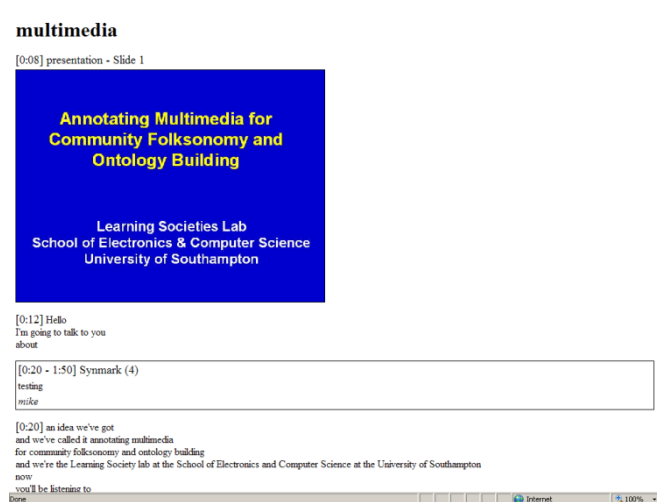 multimedia
[0:08] presentation - Slide 1
Annotating Multimedia for
Community Folksonomy and
Ontology Building
Learning Societies Lab
School of Electronics & Computer Science
University of Southampton
[0:12] Hello
I'm going to talk to you
about
[0:20 - 1:50] Synmark (4)
testing
mike
[0:20] an idea we've got
and we've called it annotating multimedia
for community folksonomy and ontology building
and we're the Learning Society lab at the School of Electronics and Computer Science at the University of Southampton
now
you'll be listening to
Done Internet 100%